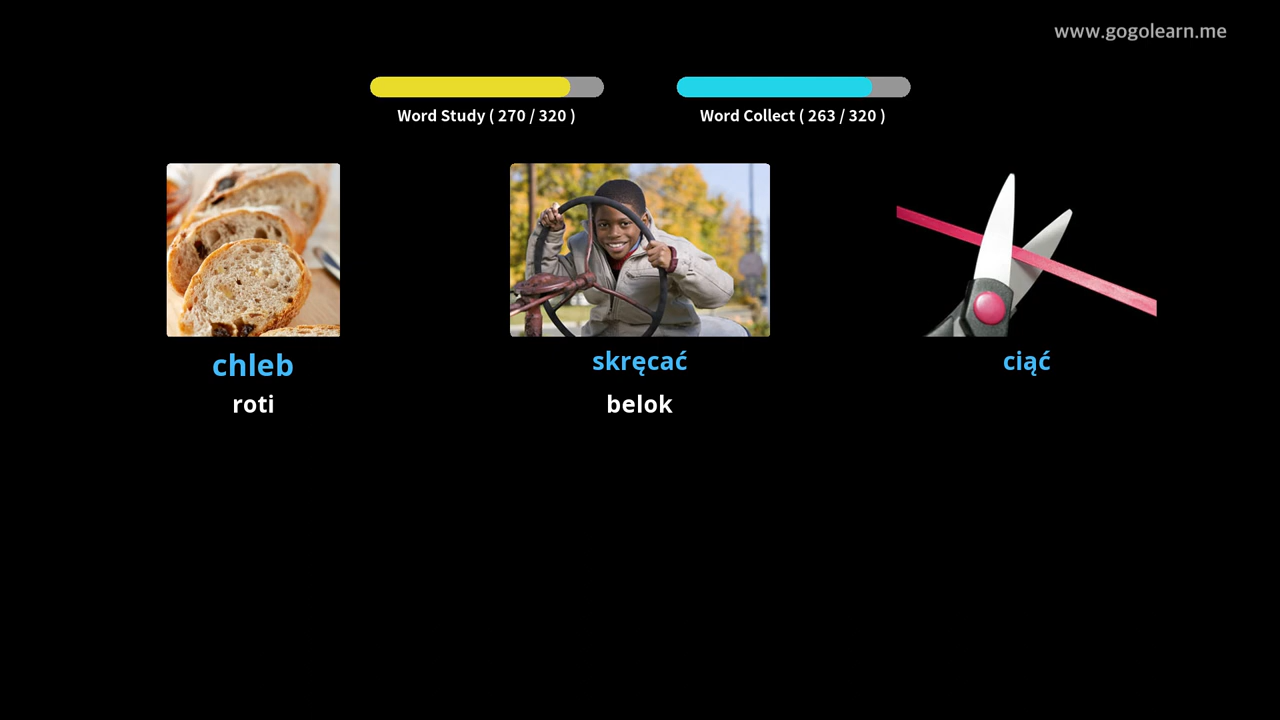 www.gogolearn.me
Word Study ( 270 / 320 )
Word Collect ( 263 / 320 )
chleb
skręcać
ciąć
roti
belok